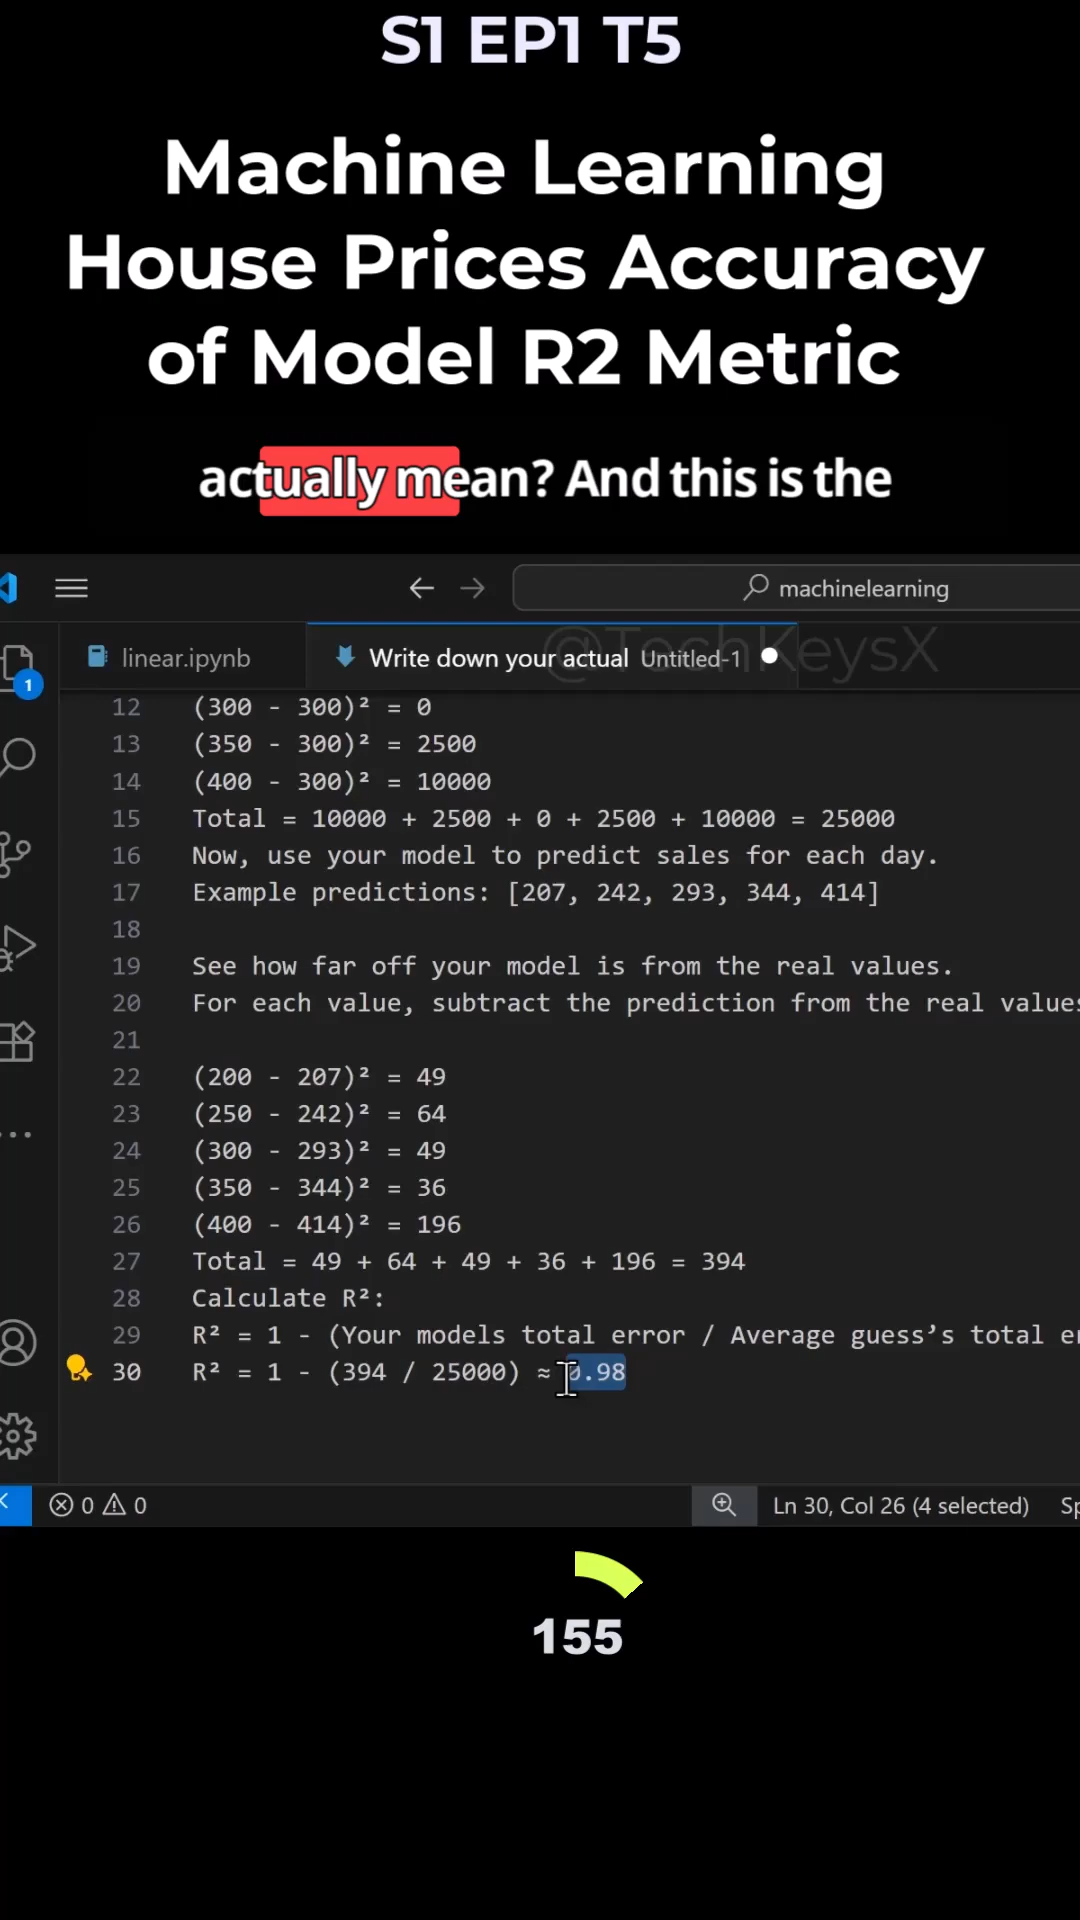 S1 EP1 T5
Machine Learning
House Prices Accuracy
of Model R2 Metric
actually mean? And this is the
machinelearning
linear.ipynb
Write down your actual Untitled-1
@TechKeysX
1
12 (300 - 300)² = 0
13 (350 - 300)² = 2500
14 (400 - 300)² = 10000
15 Total = 10000 + 2500 + 0 + 2500 + 10000 = 25000
16 Now, use your model to predict sales for each day.
17 Example predictions: [207, 242, 293, 344, 414]
18
19 See how far off your model is from the real values.
20 For each value, subtract the prediction from the real values
21
22 (200 - 207)² = 49
23 (250 - 242)² = 64
24 (300 - 293)² = 49
25 (350 - 344)² = 36
26 (400 - 414)² = 196
27 Total = 49 + 64 + 49 + 36 + 196 = 394
28 Calculate R²:
29 R² = 1 - (Your models total error / Average guess’s total er
30 R² = 1 - (394 / 25000) ≈ 0.98
0 0
Ln 30, Col 26 (4 selected)
Sp
155